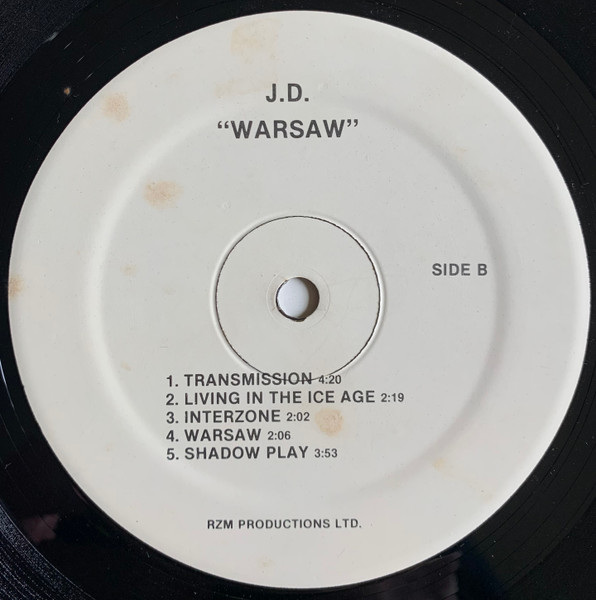 J.D.
“WARSAW”
SIDE B
1. TRANSMISSION 4:20
2. LIVING IN THE ICE AGE 2:19
3. INTERZONE 2:02
4. WARSAW 2:06
5. SHADOW PLAY 3:53
RZM PRODUCTIONS LTD.